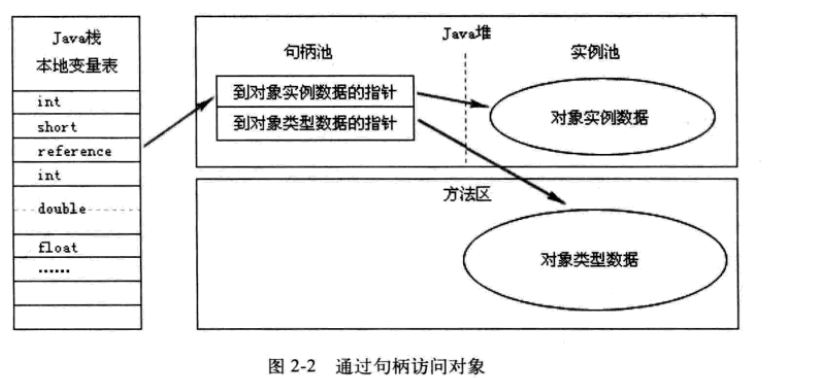 Java栈
本地变量表
int
short
reference
int
double
float
……
Java堆
句柄池
实例池
到对象实例数据的指针
到对象类型数据的指针
对象实例数据
方法区
对象类型数据
图 2-2 通过句柄访问对象